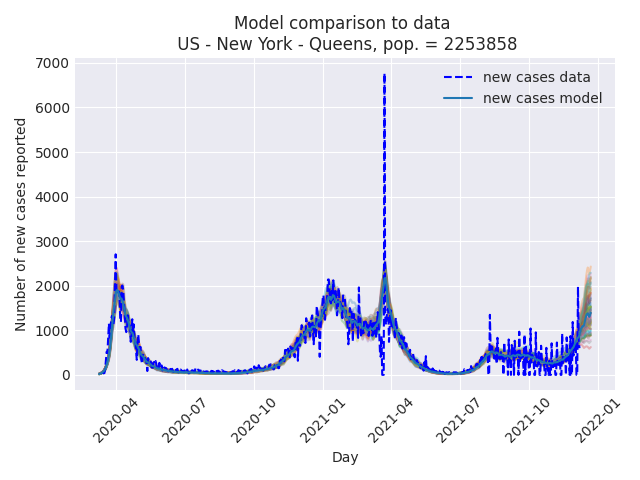 Model comparison to data
US - New York - Queens, pop. = 2253858
7000
6000
5000
4000
3000
2000
1000
0
Number of new cases reported
new cases data
new cases model
2020-04
2020-07
2020-10
2021-01
2021-04
2021-07
2021-10
2022-01
Day